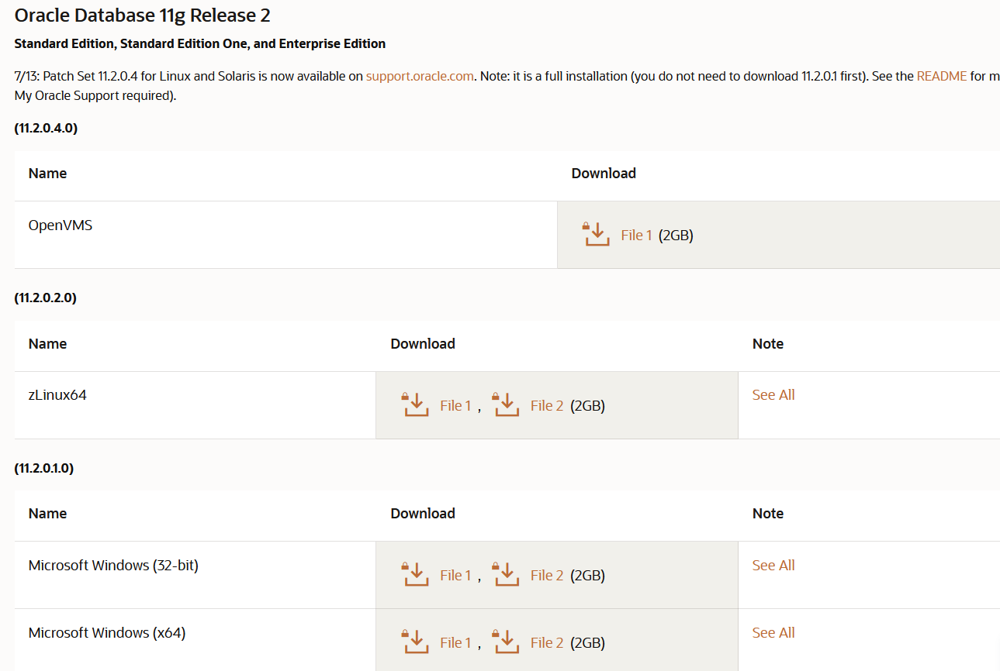 Oracle Database 11g Release 2
Standard Edition, Standard Edition One, and Enterprise Edition
7/13: Patch Set 11.2.0.4 for Linux and Solaris is now available on support.oracle.com. Note: it is a full installation (you do not need to download 11.2.0.1 first). See the README for m
My Oracle Support required).
(11.2.0.4.0)
Name Download
OpenVMS File 1 (2GB)
(11.2.0.2.0)
Name Download Note
zLinux64 File 1 , File 2 (2GB) See All
(11.2.0.1.0)
Name Download Note
Microsoft Windows (32-bit) File 1 , File 2 (2GB) See All
Microsoft Windows (x64) File 1 , File 2 (2GB) See All